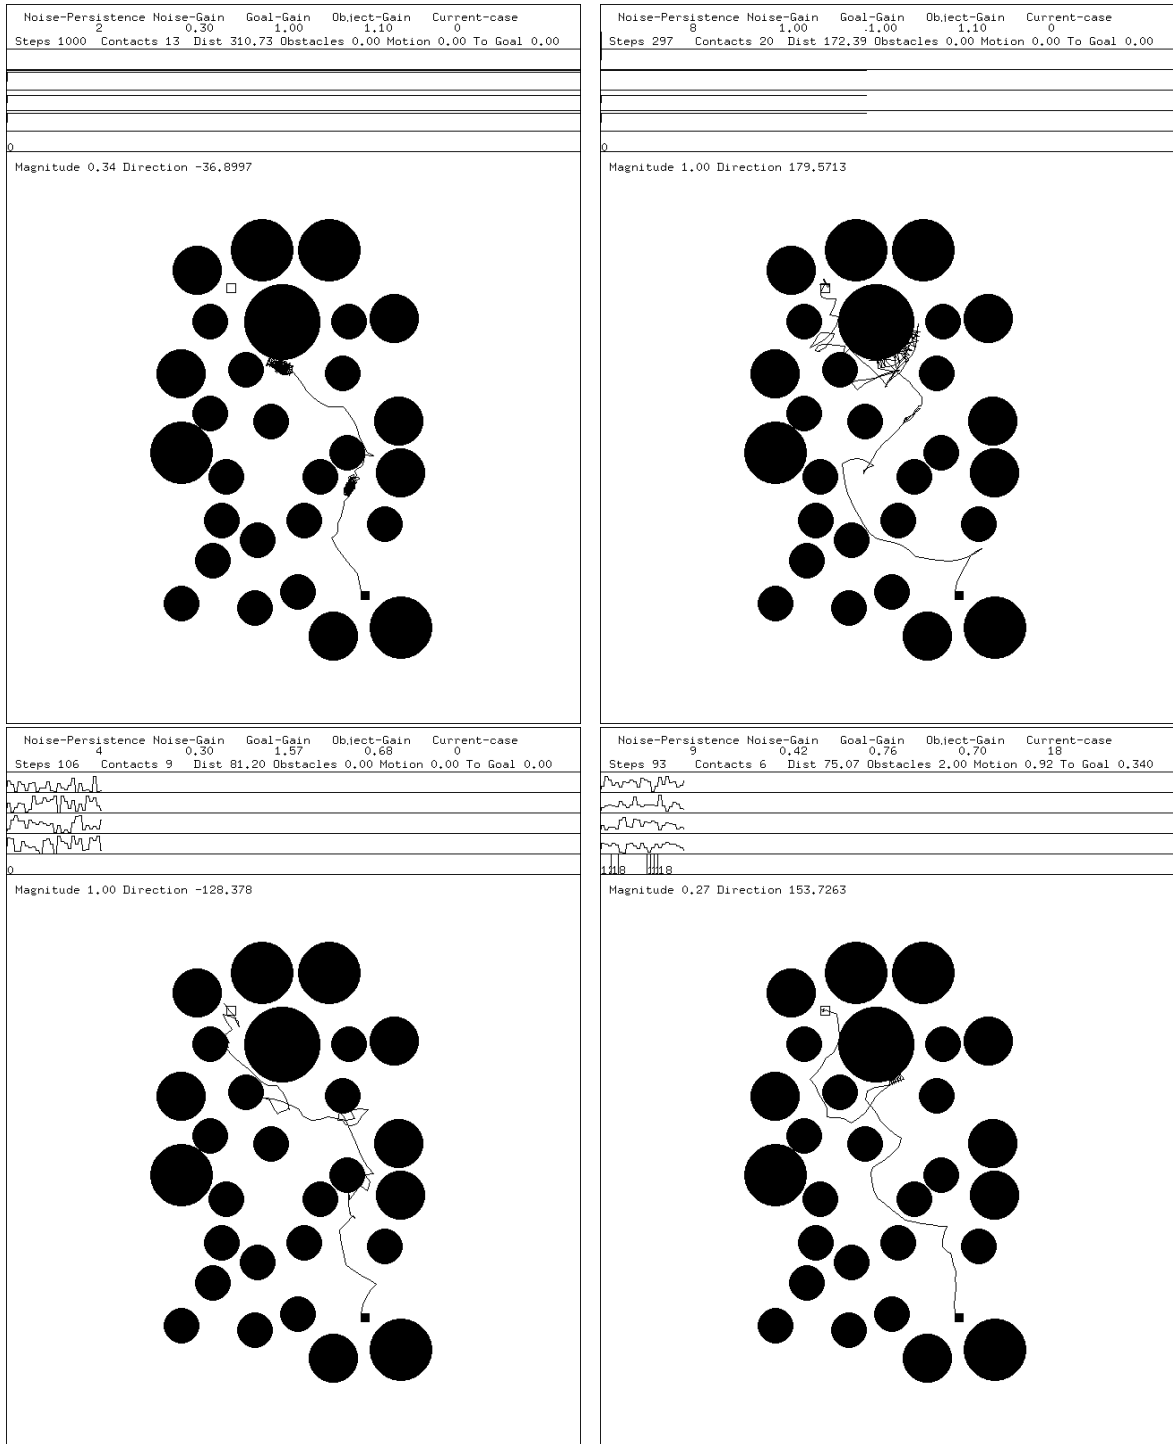 Noise-Persistence Noise-Gain Goal-Gain Object-Gain Current-case
2 0.30 1.00 1.10 0
Steps 1000 Contacts 13 Dist 310.73 Obstacles 0.00 Motion 0.00 To Goal 0.00
0
Magnitude 0.34 Direction -36.8997
Noise-Persistence Noise-Gain Goal-Gain Object-Gain Current-case
8 1.00 1.00 1.10 0
Steps 297 Contacts 20 Dist 172.39 Obstacles 0.00 Motion 0.00 To Goal 0.00
0
Magnitude 1.00 Direction 179.5713
Noise-Persistence Noise-Gain Goal-Gain Object-Gain Current-case
4 0.30 1.57 0.68 0
Steps 106 Contacts 9 Dist 81.20 Obstacles 0.00 Motion 0.00 To Goal 0.00
0
Magnitude 1.00 Direction -128.378
Noise-Persistence Noise-Gain Goal-Gain Object-Gain Current-case
9 0.42 0.76 0.70 18
Steps 93 Contacts 6 Dist 75.07 Obstacles 2.00 Motion 0.92 To Goal 0.340
Magnitude 0.27 Direction 153.7263